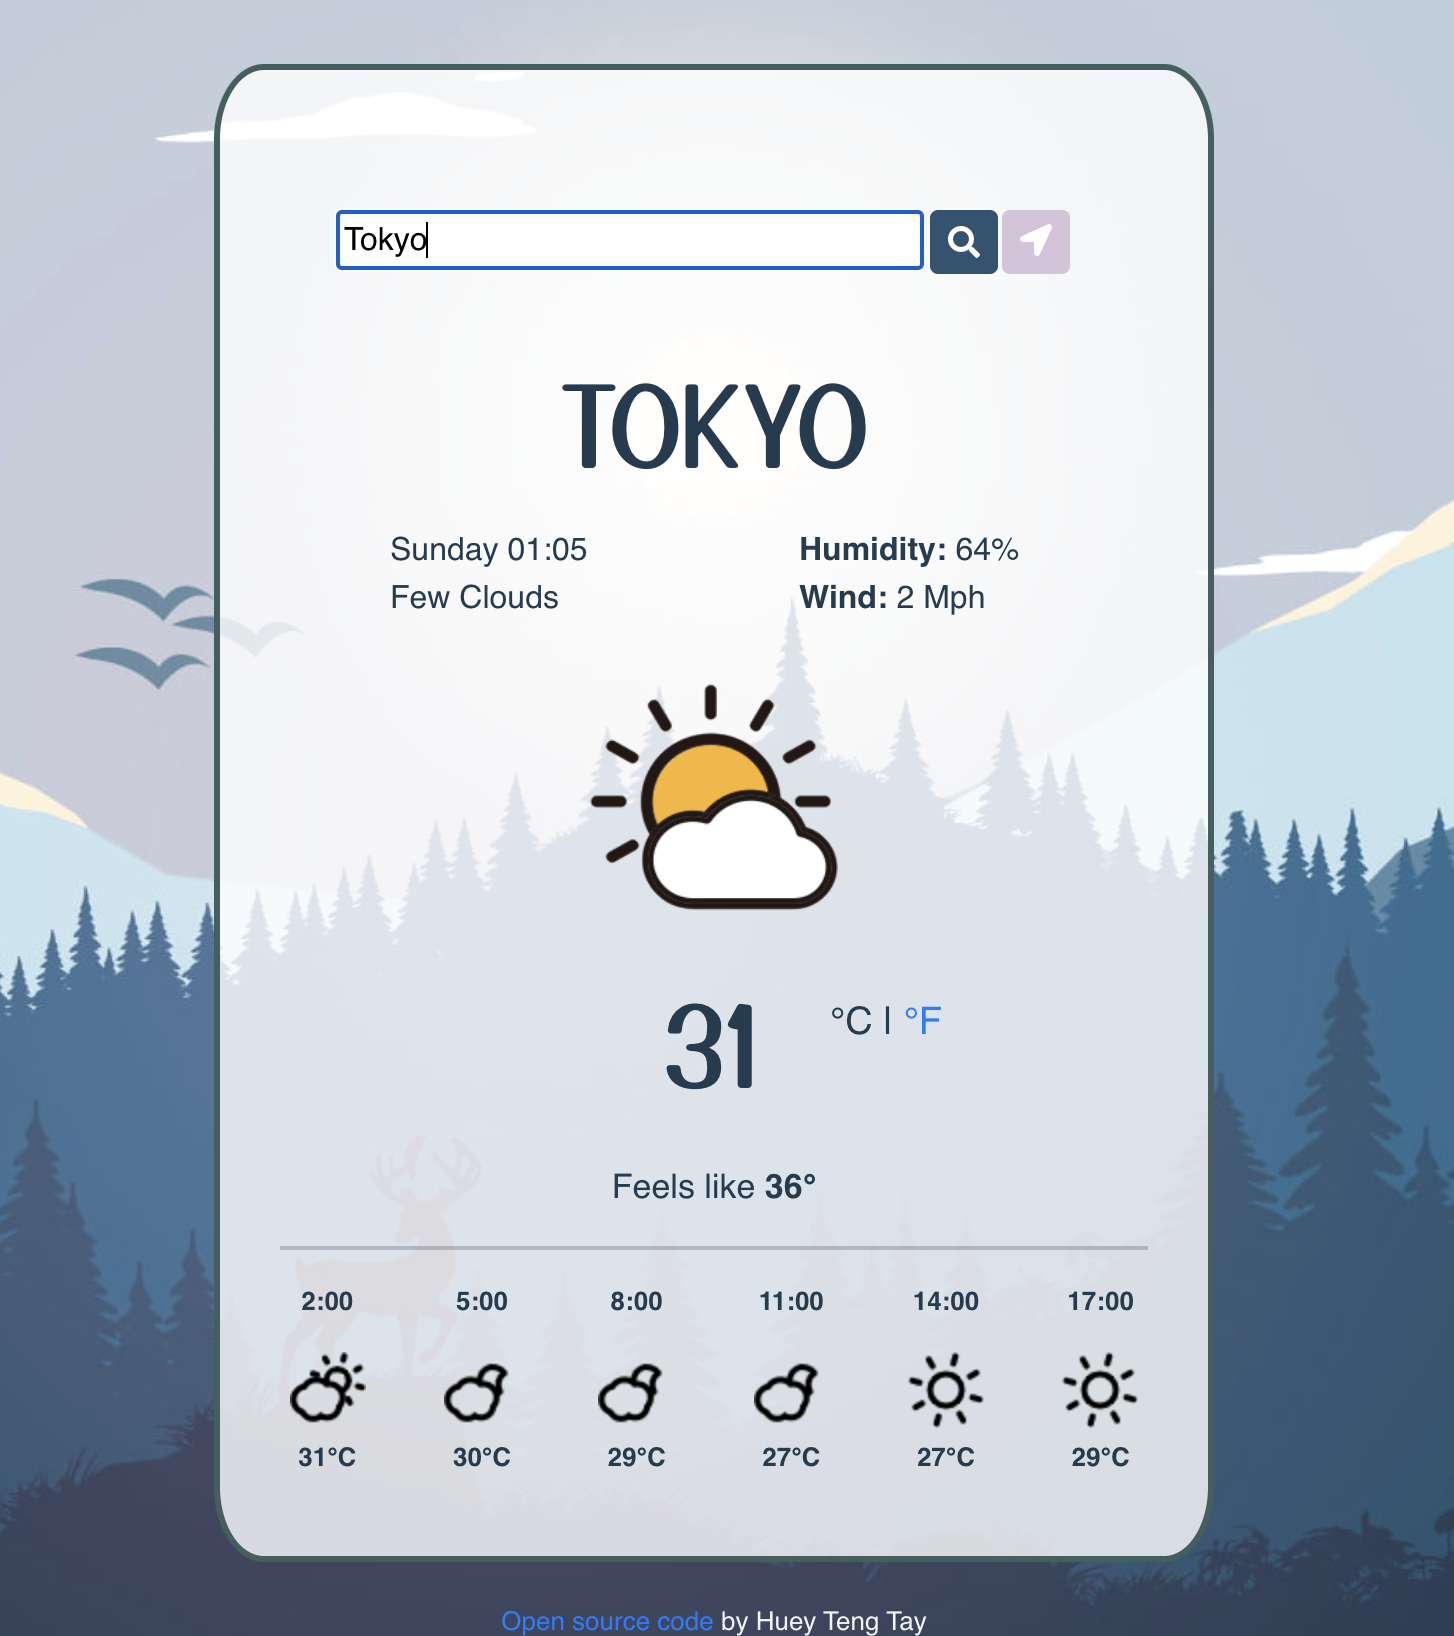 Tokyo
TOKYO
Sunday 01:05
Few Clouds
Humidity: 64%
Wind: 2 Mph
31 °C | °F
Feels like 36°
2:00 5:00 8:00 11:00 14:00 17:00
31°C 30°C 29°C 27°C 27°C 29°C
Open source code by Huey Teng Tay